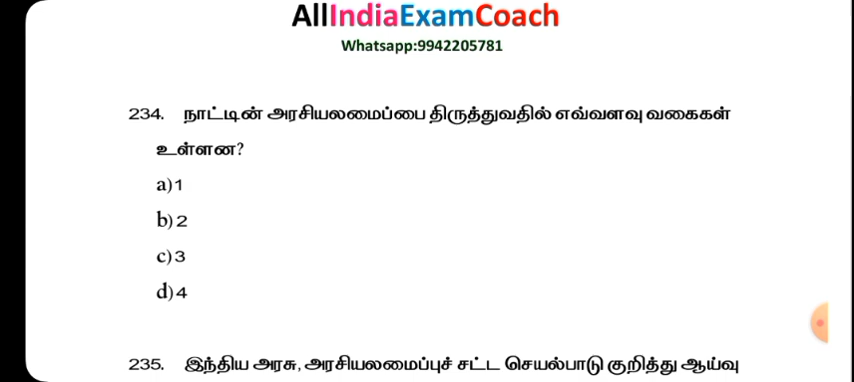 AllIndiaExamCoach
Whatsapp:9942205781
234. நாட்டின் அரசியலமைப்பை திருத்துவதில் எவ்வளவு வகைகள்
உள்ளன?
a)1
b)2
c)3
d)4
235. இந்திய அரசு, அரசியலமைப்புச் சட்ட செயல்பாடு குறித்து ஆய்வு